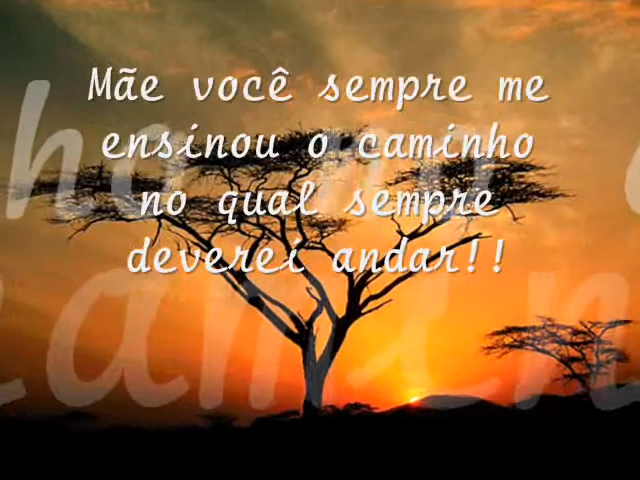 Mãe você sempre me
ensinou o caminho
no qual sempre
deverei andar!!